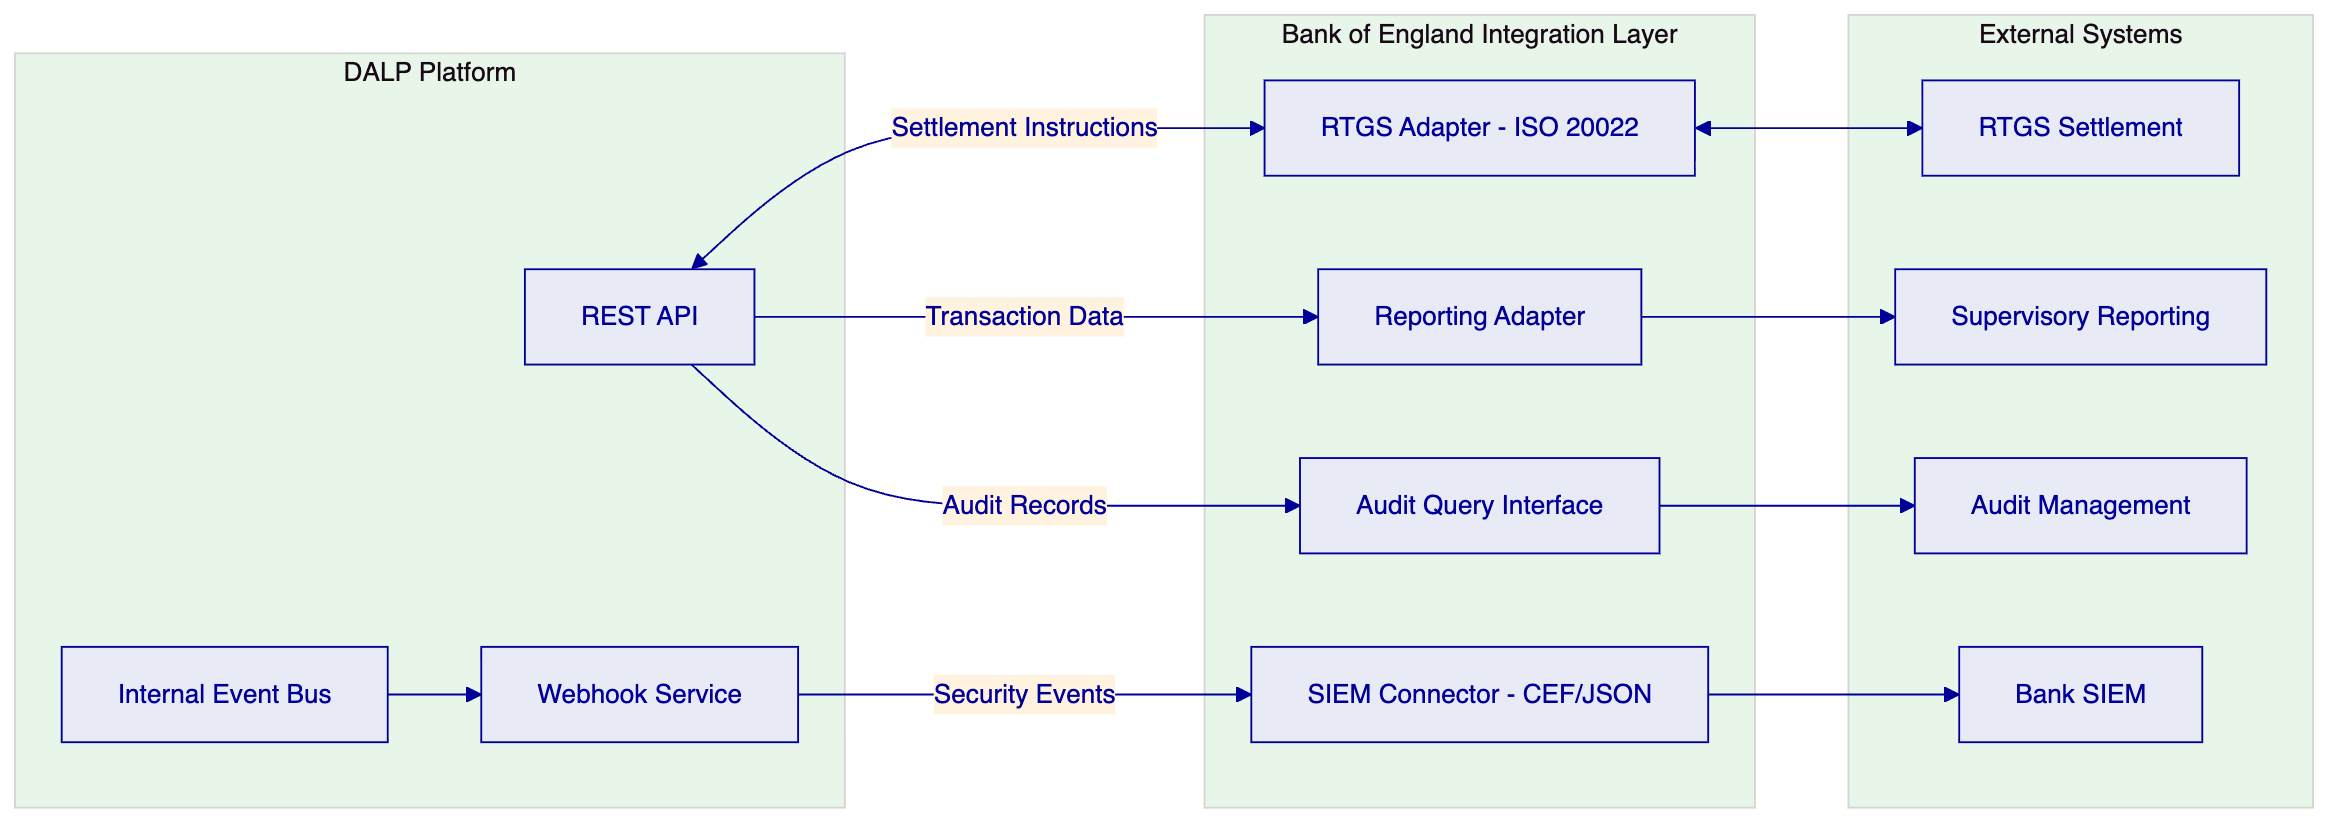 DALP Platform
Bank of England Integration Layer
External Systems
Settlement Instructions
RTGS Adapter - ISO 20022
RTGS Settlement
REST API
Transaction Data
Reporting Adapter
Supervisory Reporting
Audit Records
Audit Query Interface
Audit Management
Internal Event Bus
Webhook Service
Security Events
SIEM Connector - CEF/JSON
Bank SIEM